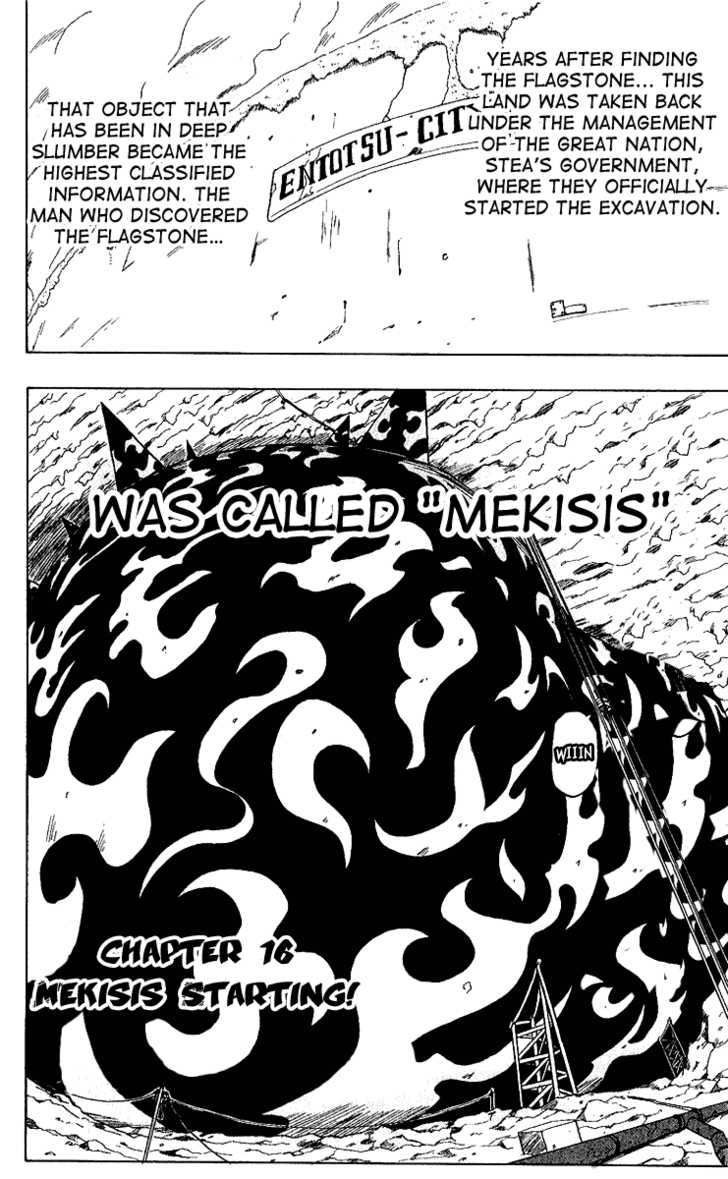 YEARS AFTER FINDING
THE FLAGSTONE... THIS
LAND WAS TAKEN BACK
UNDER THE MANAGEMENT
OF THE GREAT NATION,
STEA'S GOVERNMENT,
WHERE THEY OFFICIALLY
STARTED THE EXCAVATION.
ENTOTSU-CIT
THAT OBJECT THAT
HAS BEEN IN DEEP
SLUMBER BECAME THE
HIGHEST CLASSIFIED
INFORMATION. THE
MAN WHO DISCOVERED
THE FLAGSTONE...
WAS CALLED "MEKISIS"
WIIIN
CHAPTER 16
MEKISIS STARTING!